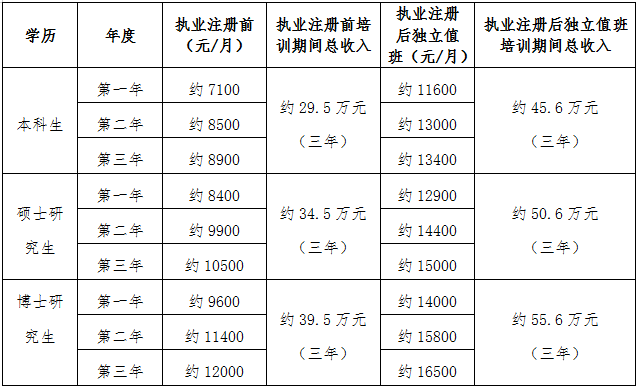 学历
年度
执业注册前
（元/月）
执业注册前培
训期间总收入
执业注册
后独立值
班（元/月）
执业注册后独立值班
培训期间总收入
本科生
第一年
约 7100
约 29.5 万元
（三年）
约 11600
约 45.6 万元
（三年）
第二年
约 8500
约 13000
第三年
约 8900
约 13400
硕士研
究生
第一年
约 8400
约 34.5 万元
（三年）
约 12900
约 50.6 万元
（三年）
第二年
约 9900
约 14400
第三年
约 10500
约 15000
博士研
究生
第一年
约 9600
约 39.5 万元
（三年）
约 14000
约 55.6 万元
（三年）
第二年
约 11400
约 15800
第三年
约 12000
约 16500